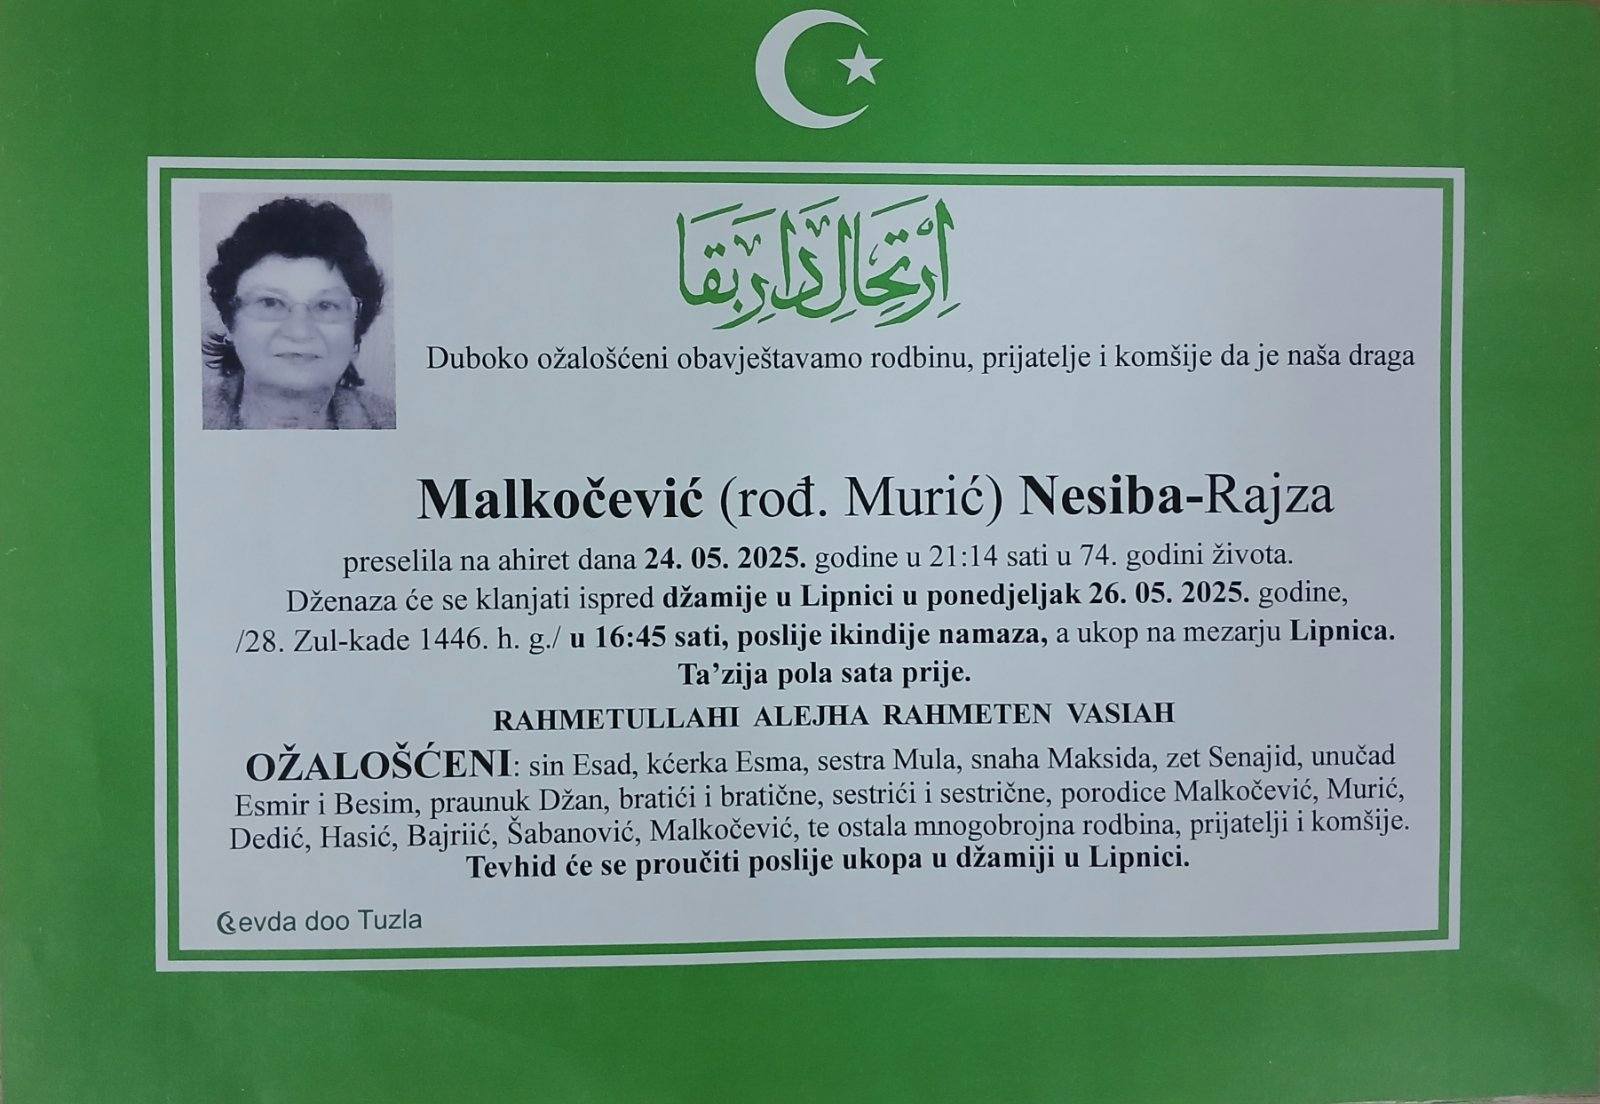 اِرْتِحَالِ دَارِبَقَا
Duboko ožalošćeni obavještavamo rodbinu, prijatelje i komšije da je naša draga
Malkočević (rođ. Murić) Nesiba-Rajza
preselila na ahiret dana 24. 05. 2025. godine u 21:14 sati u 74. godini života.
Dženaza će se klanjati ispred džamije u Lipnici u ponedjeljak 26. 05. 2025. godine,
/28. Zul-kade 1446. h. g./ u 16:45 sati, poslije ikindije namaza, a ukop na mezarju Lipnica.
Ta’zija pola sata prije.
RAHMETULLAHI ALEJHA RAHMETEN VASIAH
OŽALOŠĆENI: sin Esad, kćerka Esma, sestra Mula, snaha Maksida, zet Senajid, unučad
Esmir i Besim, praunuk Džan, bratići i bratične, sestrići i sestrične, porodice Malkočević, Murić,
Dedić, Hasić, Bajriić, Šabanović, Malkočević, te ostala mnogobrojna rodbina, prijatelji i komšije.
Tevhid će se proučiti poslije ukopa u džamiji u Lipnici.
Revda doo Tuzla